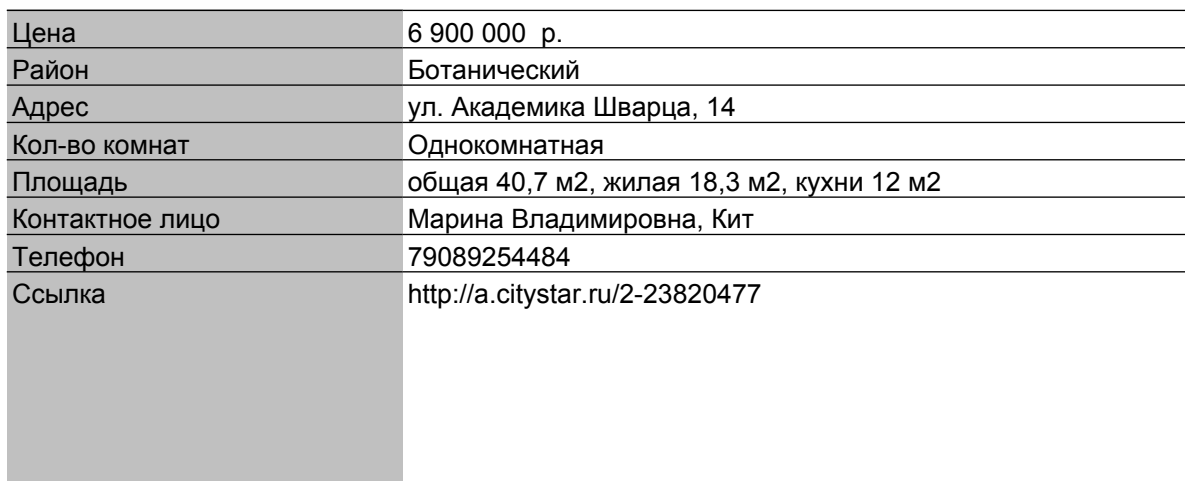 Цена 6 900 000 р.
Район Ботанический
Адрес ул. Академика Шварца, 14
Кол-во комнат Однокомнатная
Площадь общая 40,7 м2, жилая 18,3 м2, кухни 12 м2
Контактное лицо Марина Владимировна, Кит
Телефон 79089254484
Ссылка http://a.citystar.ru/2-23820477